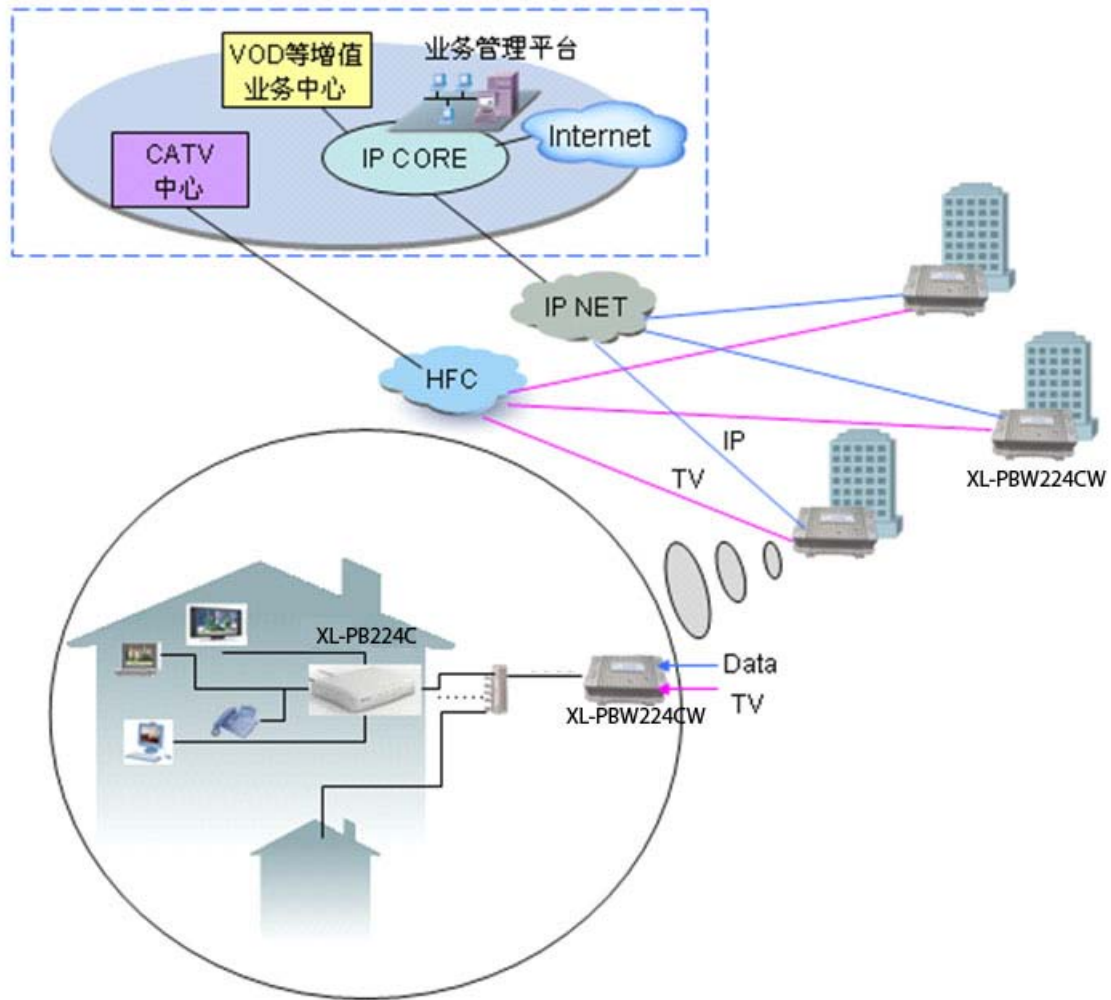 VOD等增值
业务中心
业务管理平台
Internet
IP CORE
CATV
中心
IP NET
HFC
IP
TV
XL-PBW224CW
XL-PB224C
Data
TV
XL-PBW224CW